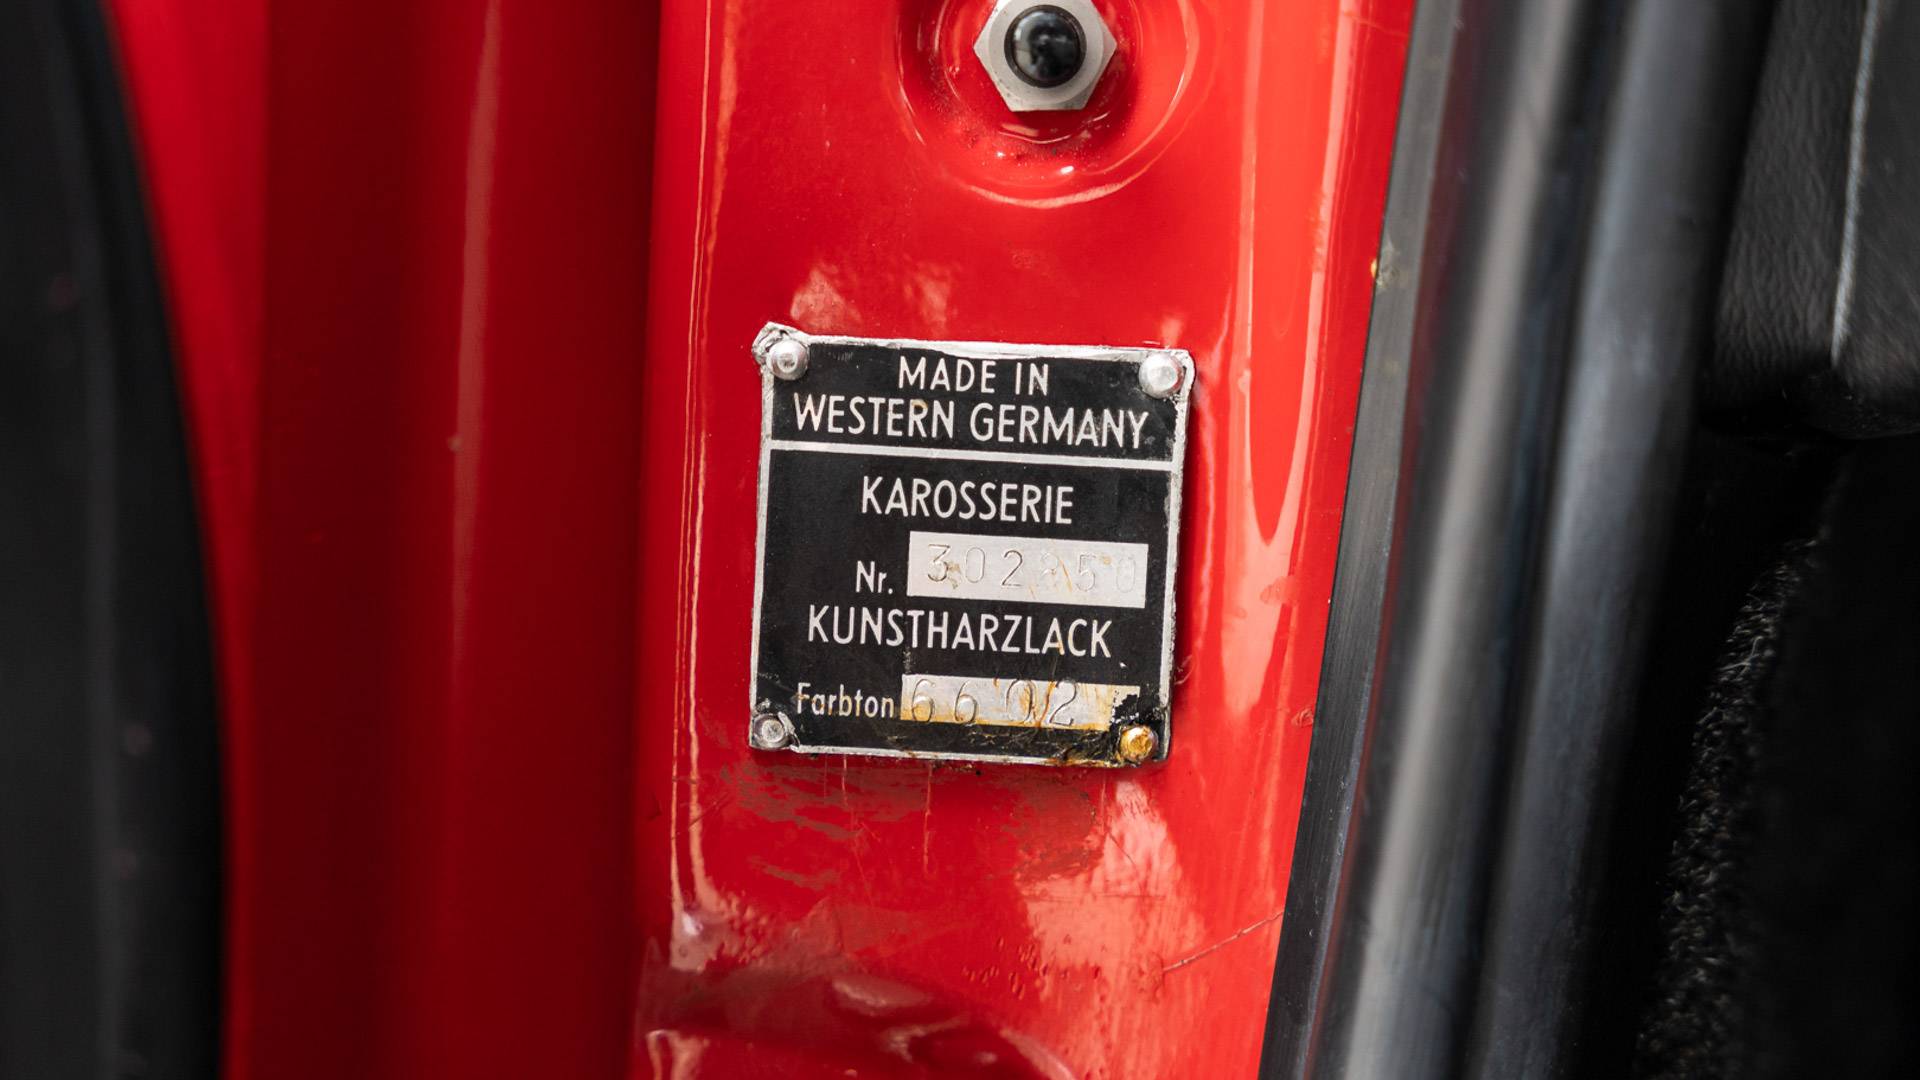 MADE IN
WESTERN GERMANY
KAROSSERIE
Nr.
KUNSTHARZLACK
Farbton 6602